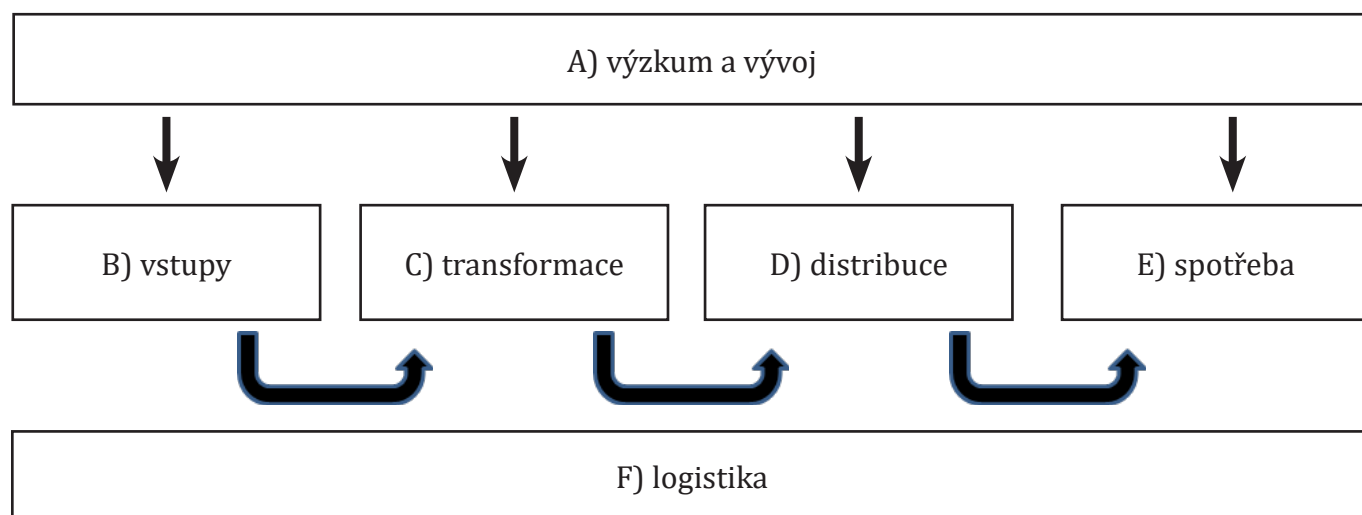 A) výzkum a vývoj
B) vstupy
C) transformace
D) distribuce
E) spotřeba
F) logistika